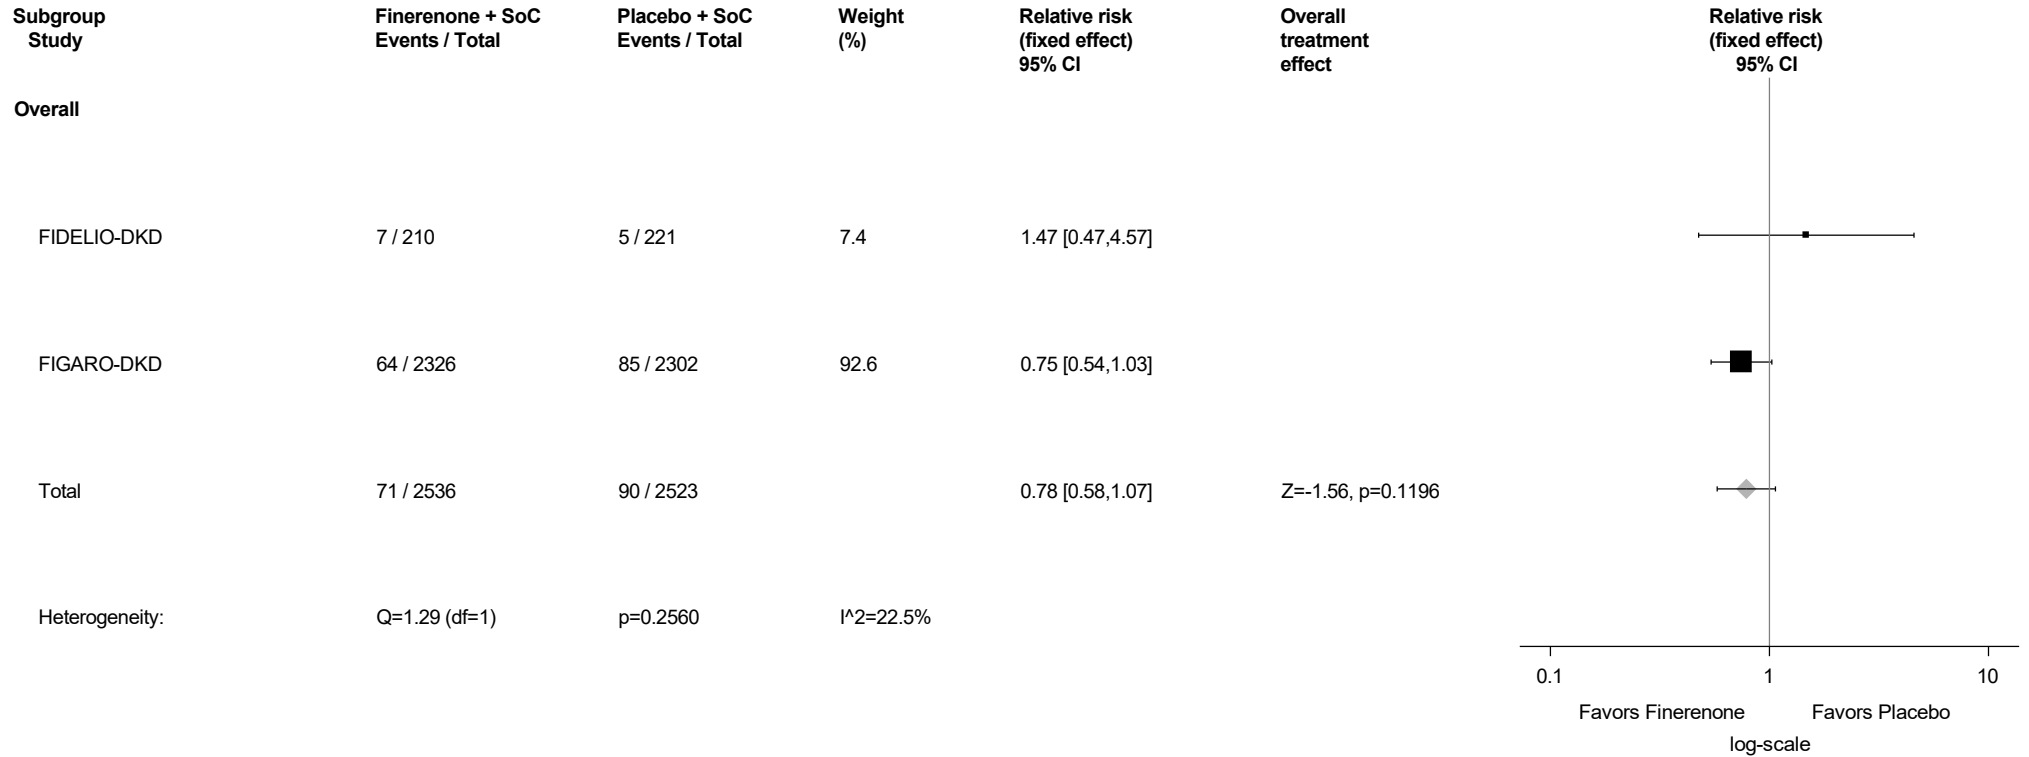 Subgroup Finerenone + SoC Placebo + SoC Weight Relative risk Overall Relative risk
Study Events / Total Events / Total (%) (fixed effect) treatment (fixed effect)
95% CI effect 95% CI
Overall
FIDELIO-DKD 7 / 210 5 / 221 7.4 1.47 [0.47,4.57]
FIGARO-DKD 64 / 2326 85 / 2302 92.6 0.75 [0.54,1.03]
Total 71 / 2536 90 / 2523 0.78 [0.58,1.07] Z=-1.56, p=0.1196
Heterogeneity: Q=1.29 (df=1) p=0.2560 I^2=22.5%
0.1 1 10
Favors Finerenone Favors Placebo
log-scale